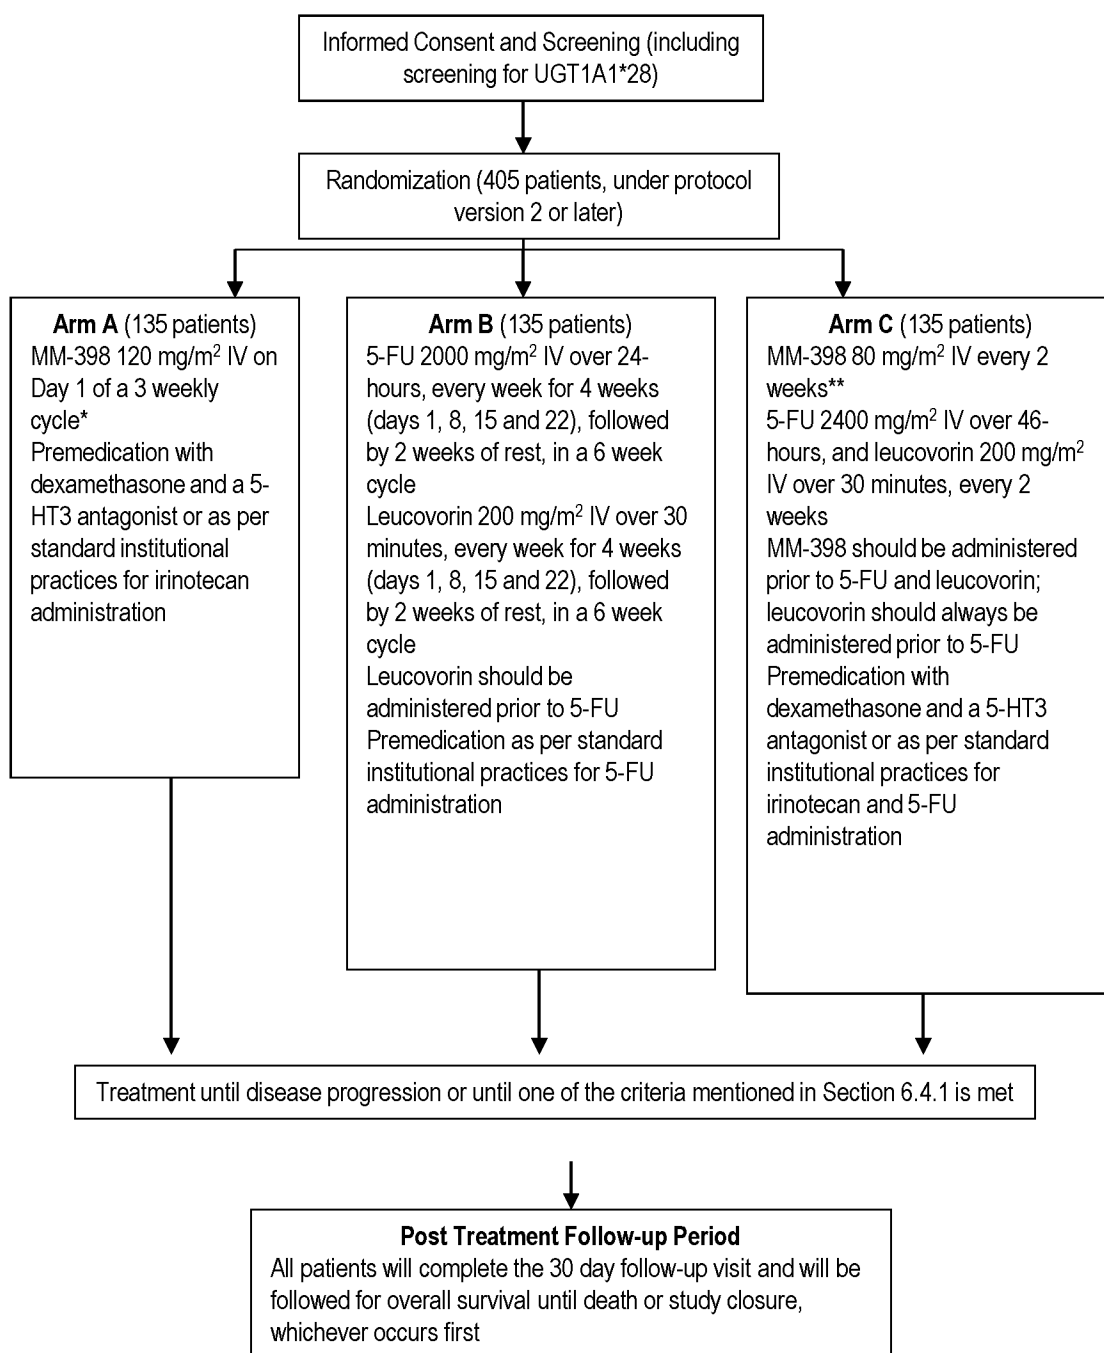 Informed Consent and Screening (including
screening for UGT1A1*28)
Randomization (405 patients, under protocol
version 2 or later)
Arm A (135 patients)
MM-398 120 mg/m² IV on
Day 1 of a 3 weekly
cycle*
Premedication with
dexamethasone and a 5-
HT3 antagonist or as per
standard institutional
practices for irinotecan
administration
Arm B (135 patients)
5-FU 2000 mg/m² IV over 24-
hours, every week for 4 weeks
(days 1, 8, 15 and 22), followed
by 2 weeks of rest, in a 6 week
cycle
Leucovorin 200 mg/m² IV over 30
minutes, every week for 4 weeks
(days 1, 8, 15 and 22), followed
by 2 weeks of rest, in a 6 week
cycle
Leucovorin should be
administered prior to 5-FU
Premedication as per standard
institutional practices for 5-FU
administration
Arm C (135 patients)
MM-398 80 mg/m² IV every 2
weeks**
5-FU 2400 mg/m² IV over 46-
hours, and leucovorin 200 mg/m²
IV over 30 minutes, every 2
weeks
MM-398 should be administered
prior to 5-FU and leucovorin;
leucovorin should always be
administered prior to 5-FU
Premedication with
dexamethasone and a 5-HT3
antagonist or as per standard
institutional practices for
irinotecan and 5-FU
administration
Treatment until disease progression or until one of the criteria mentioned in Section 6.4.1 is met
Post Treatment Follow-up Period
All patients will complete the 30 day follow-up visit and will be
followed for overall survival until death or study closure,
whichever occurs first